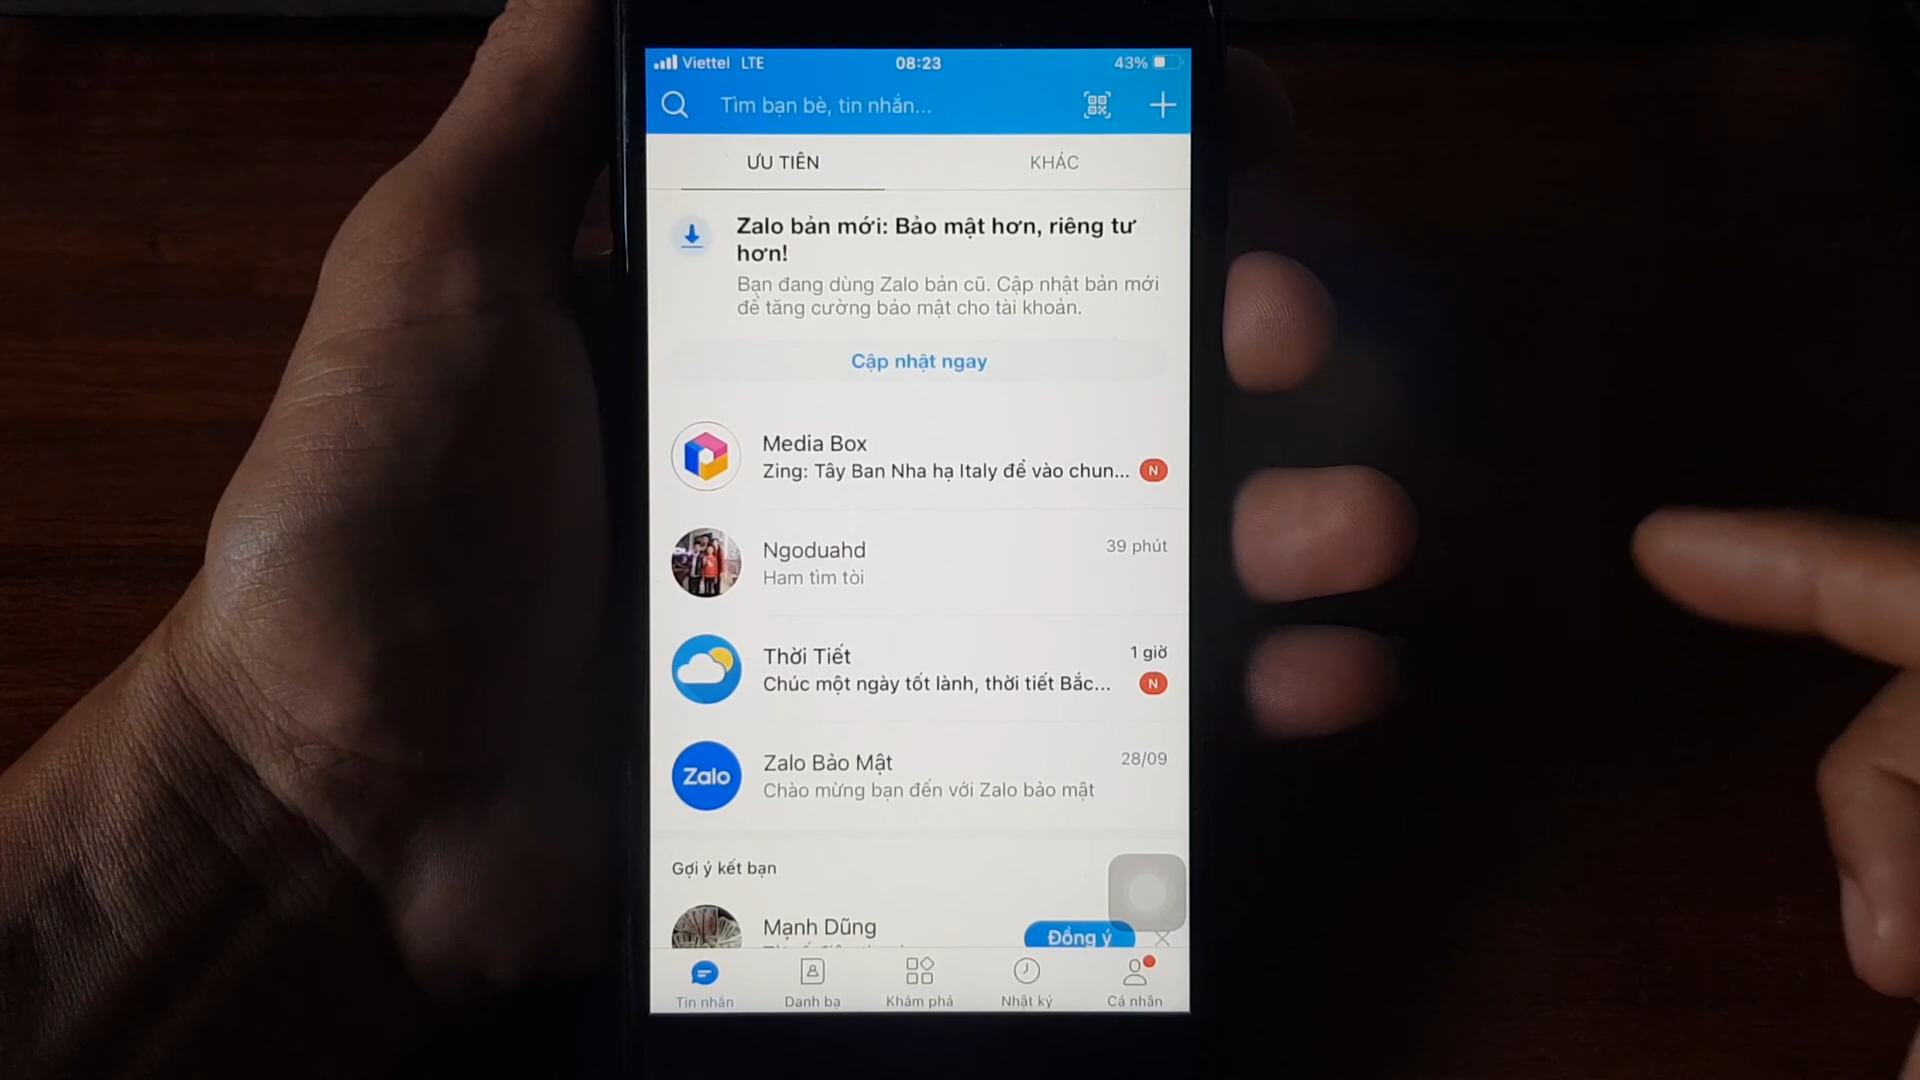 Viettel LTE 08:23 43%
Tìm bạn bè, tin nhắn...
ƯU TIÊN KHÁC
Zalo bản mới: Bảo mật hơn, riêng tư
hơn!
Bạn đang dùng Zalo bản cũ. Cập nhật bản mới
để tăng cường bảo mật cho tài khoản.
Cập nhật ngay
Media Box
Zing: Tây Ban Nha hạ Italy để vào chun... N
Ngoduahd 39 phút
Ham tìm tòi
Thời Tiết 1 giờ
Chúc một ngày tốt lành, thời tiết Bắc... N
Zalo Zalo Bảo Mật 28/09
Chào mừng bạn đến với Zalo bảo mật
Gợi ý kết bạn
Mạnh Dũng Đồng ý
Tin nhắn Danh bạ Khám phá Nhật ký Cá nhân